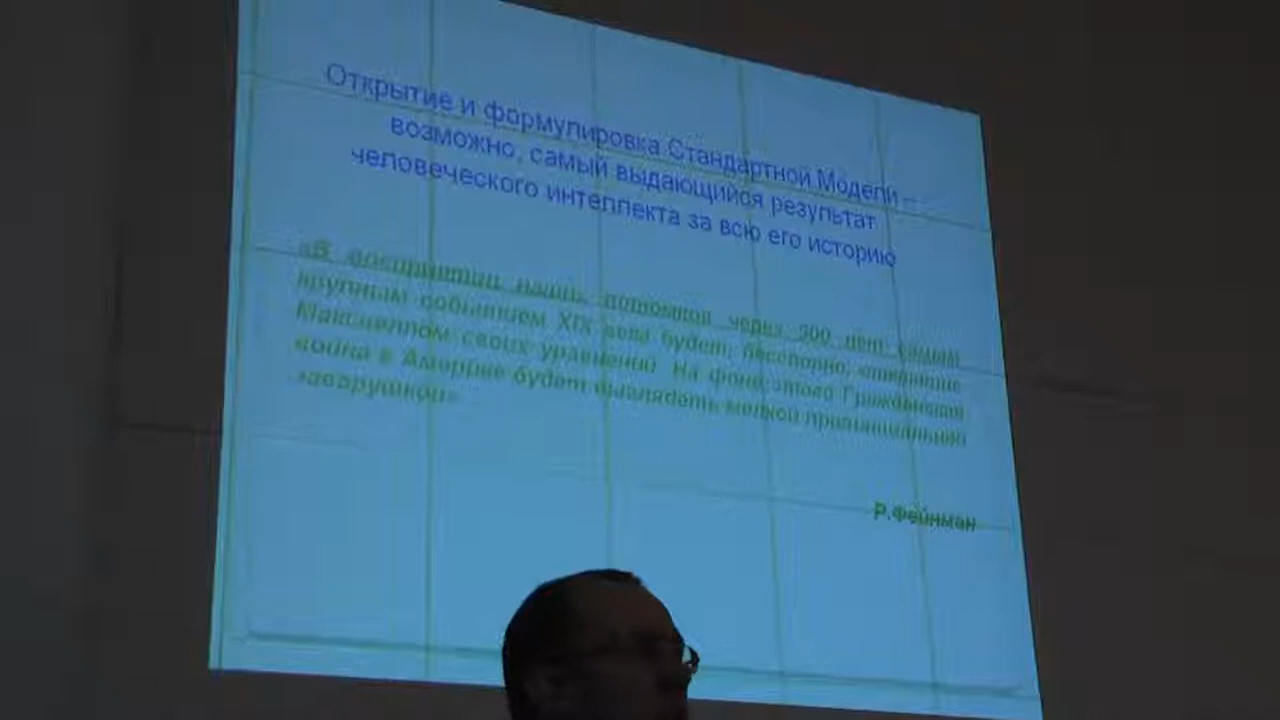 Открытие и формулировка Стандартной Модели –
возможно, самый выдающийся результат
человеческого интеллекта за всю его историю
«В восприятии наших потомков через 500 лет самым
крупным событием XIX века будет, бесспорно, открытие
Максвеллом своих уравнений. На фоне этого Гражданская
война в Америке будет выглядеть мелкой провинциальной
заварушкой»
Р.Фейнман